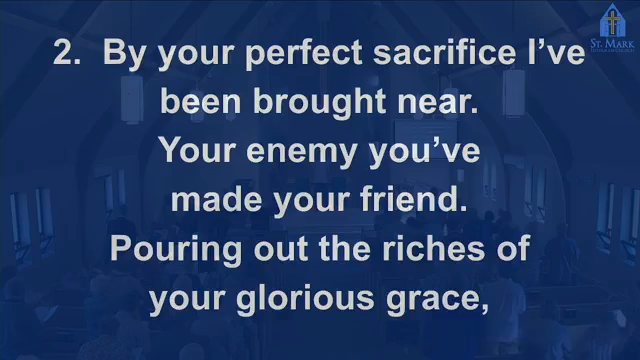 St. Mark
2. By your perfect sacrifice I've
been brought near.
Your enemy you've
made your friend.
Pouring out the riches of
your glorious grace,